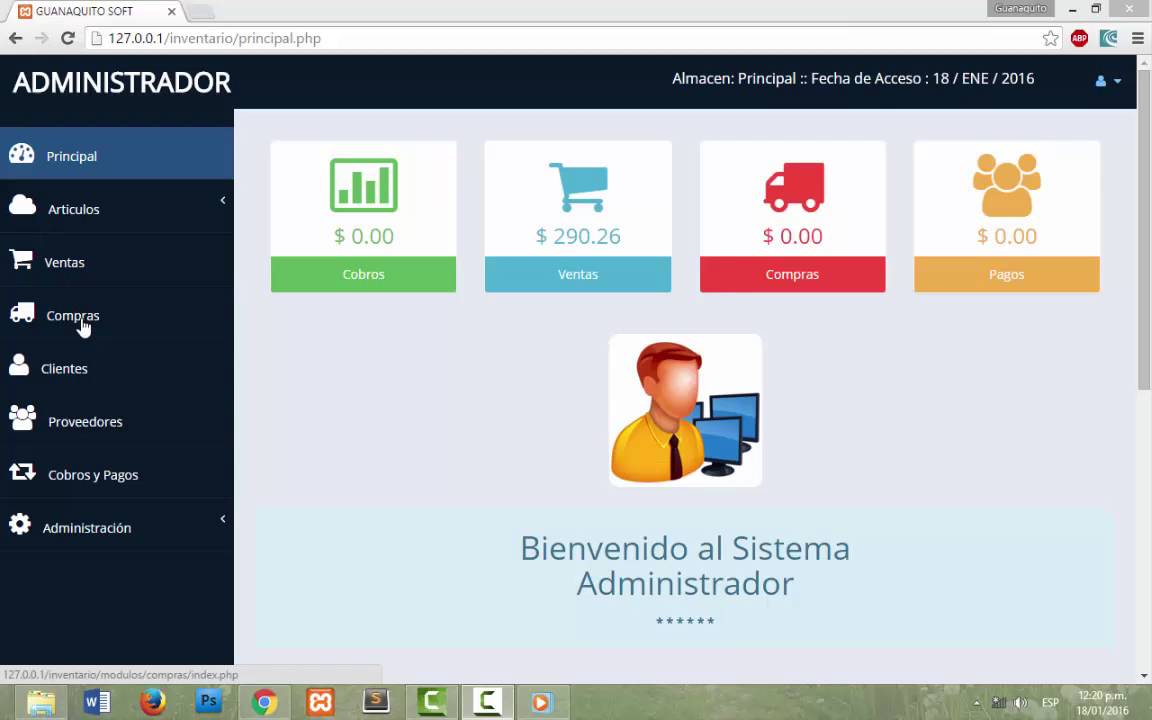 GUANAQUITO SOFT
Guanaquito
127.0.0.1/inventario/principal.php
ABP
ADMINISTRADOR
Almacen: Principal :: Fecha de Acceso : 18 / ENE / 2016
Principal
Articulos
Ventas
Compras
Clientes
Proveedores
Cobros y Pagos
Administración
$ 0.00
Cobros
$ 290.26
Ventas
$ 0.00
Compras
$ 0.00
Pagos
Bienvenido al Sistema
Administrador
******
127.0.0.1/inventario/modulos/compras/index.php
W
Ps
S
C
C
ESP
12:20 p.m.
18/01/2016